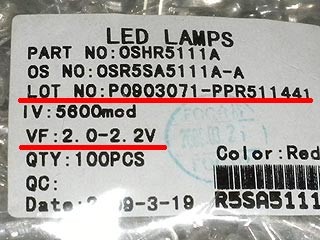 LED LAMPS
PART NO:OSHR5111A
OS NO:OSR5SA5111A-A
LOT NO:P0903071-PPR511441
IV:5600mcd
VF:2.0-2.2V
QTY:100PCS
Color:Red
QC:
R5SA5111